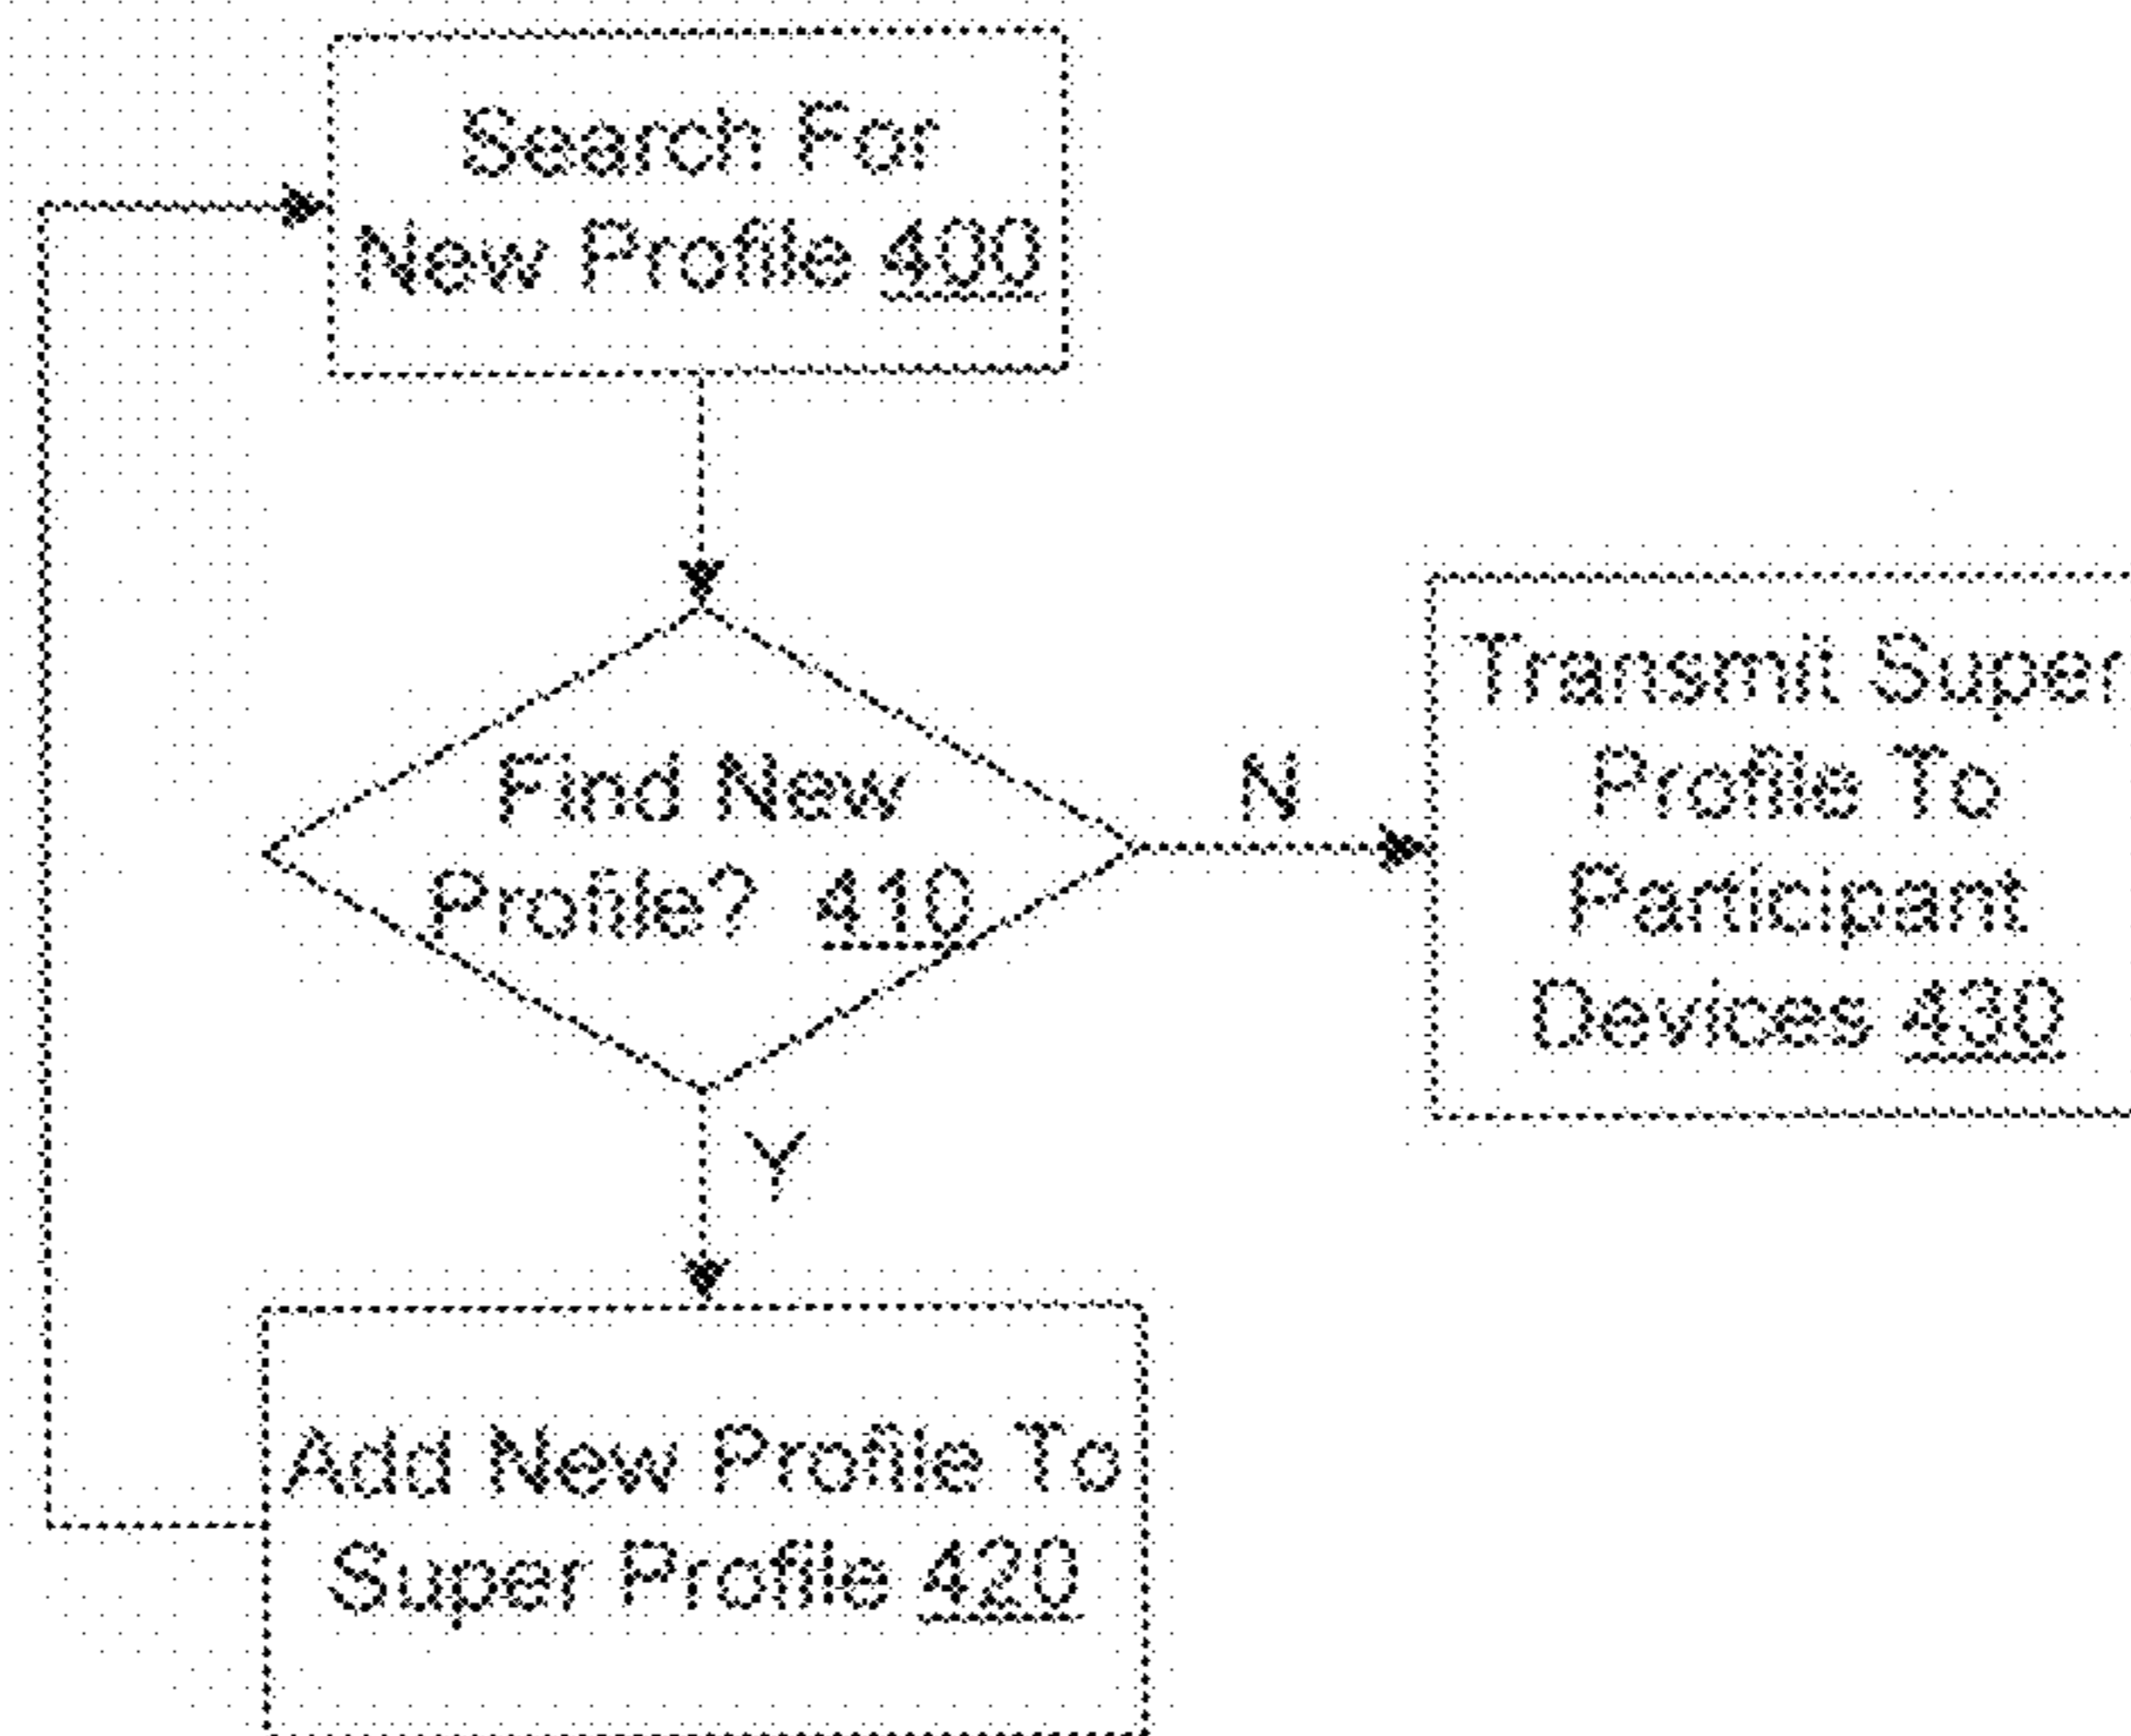 Search For
New Profile 400
Find New
Profile? 410
N
Transmit Super
Profile To
Participant
Devices 430
Y
Add New Profile To
Super Profile 420